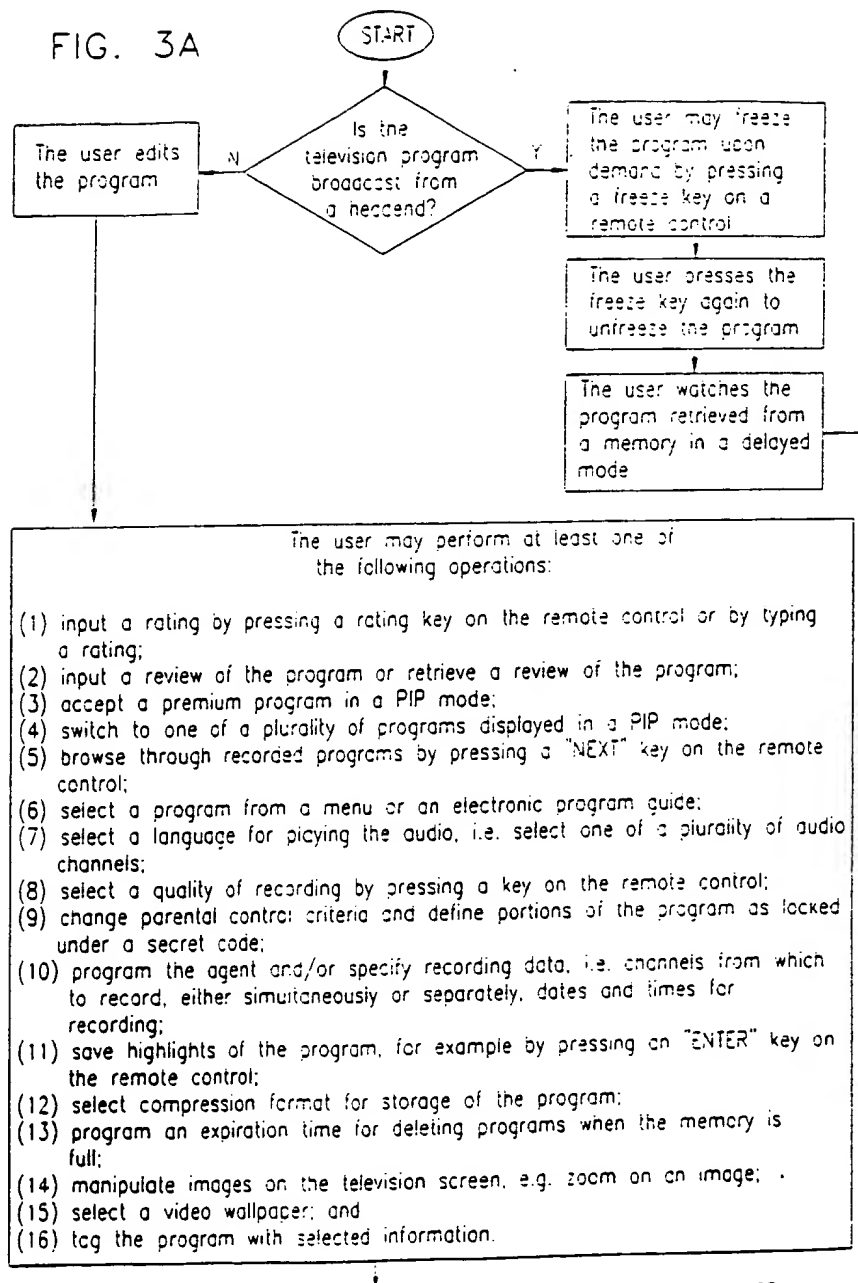 FIG. 3A
START
Is the
television program
broadcast from
a headend?
N
Y
The user edits
the program
The user may freeze
the program upon
demand by pressing
a freeze key on a
remote control
The user presses the
freeze key again to
unfreeze the program
The user watches the
program retrieved from
a memory in a delayed
mode
The user may perform at least one of
the following operations:
(1) input a rating by pressing a rating key on the remote control or by typing
a rating;
(2) input a review of the program or retrieve a review of the program;
(3) accept a premium program in a PIP mode;
(4) switch to one of a plurality of programs displayed in a PIP mode;
(5) browse through recorded programs by pressing a "NEXT" key on the remote
control;
(6) select a program from a menu or an electronic program guide;
(7) select a language for playing the audio, i.e. select one of a plurality of audio
channels;
(8) select a quality of recording by pressing a key on the remote control;
(9) change parental control criteria and define portions of the program as locked
under a secret code;
(10) program the agent and/or specify recording data, i.e. channels from which
to record, either simultaneously or separately, dates and times for
recording;
(11) save highlights of the program, for example by pressing an "ENTER" key on
the remote control;
(12) select compression format for storage of the program;
(13) program an expiration time for deleting programs when the memory is
full;
(14) manipulate images on the television screen, e.g. zoom on an image;
(15) select a video wallpaper; and
(16) tag the program with selected information.